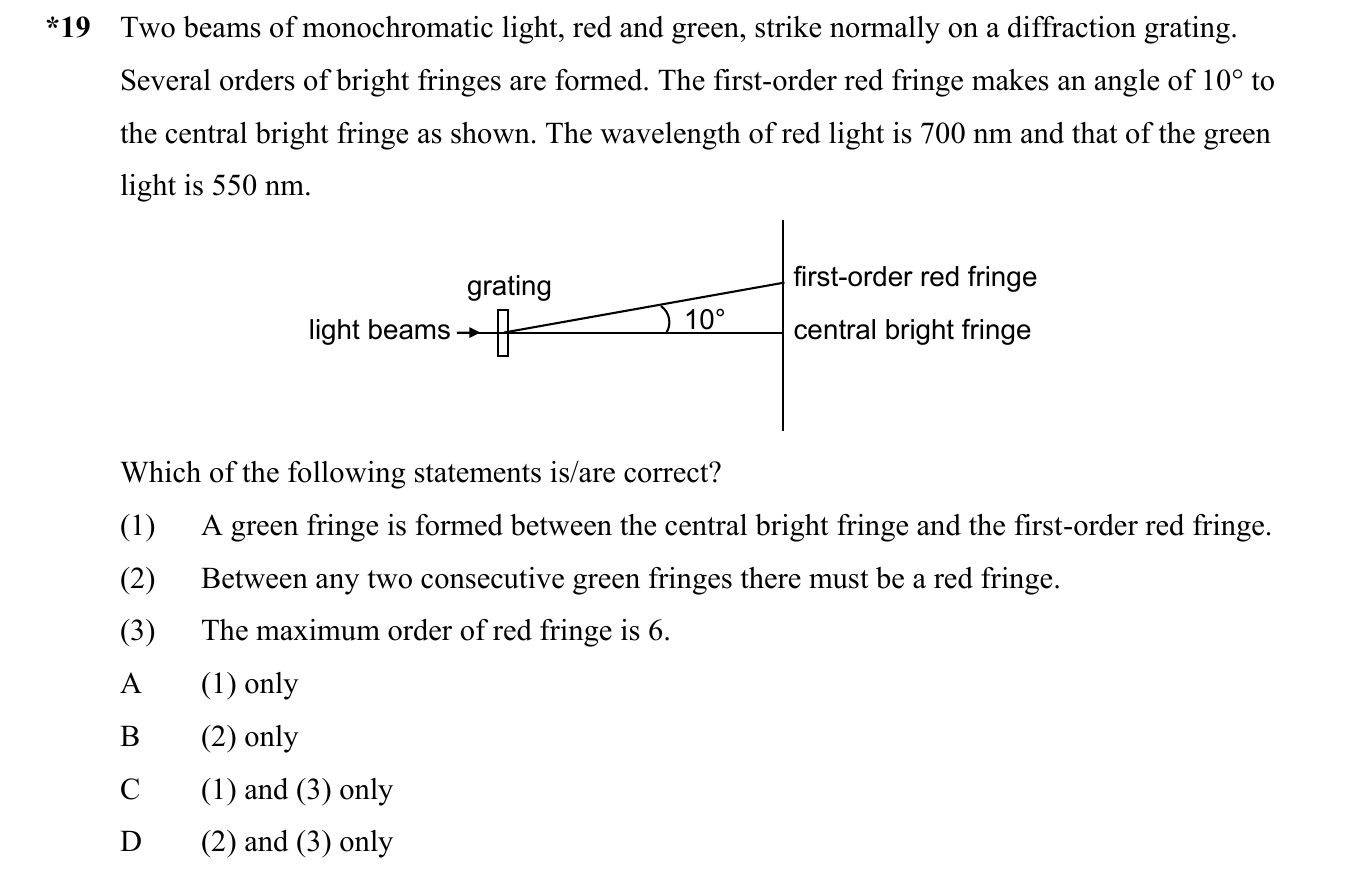 *19 Two beams of monochromatic light, red and green, strike normally on a diffraction grating.
Several orders of bright fringes are formed. The first-order red fringe makes an angle of 10° to
the central bright fringe as shown. The wavelength of red light is 700 nm and that of the green
light is 550 nm.
first-order red fringe
grating
10°
light beams
central bright fringe
Which of the following statements is/are correct?
(1) A green fringe is formed between the central bright fringe and the first-order red fringe.
(2) Between any two consecutive green fringes there must be a red fringe.
(3) The maximum order of red fringe is 6.
A (1) only
B (2) only
C (1) and (3) only
D (2) and (3) only